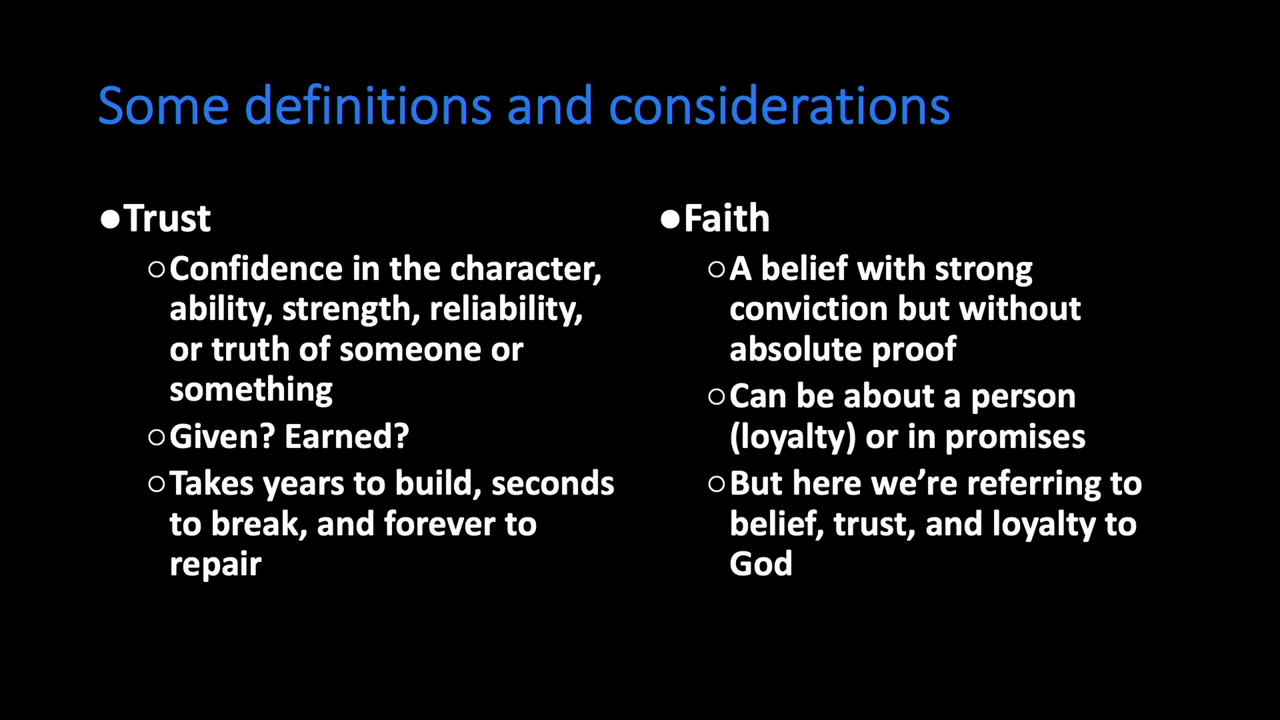 Some definitions and considerations
●Trust
○Confidence in the character,
ability, strength, reliability,
or truth of someone or
something
○Given? Earned?
○Takes years to build, seconds
to break, and forever to
repair
●Faith
○A belief with strong
conviction but without
absolute proof
○Can be about a person
(loyalty) or in promises
○But here we’re referring to
belief, trust, and loyalty to
God